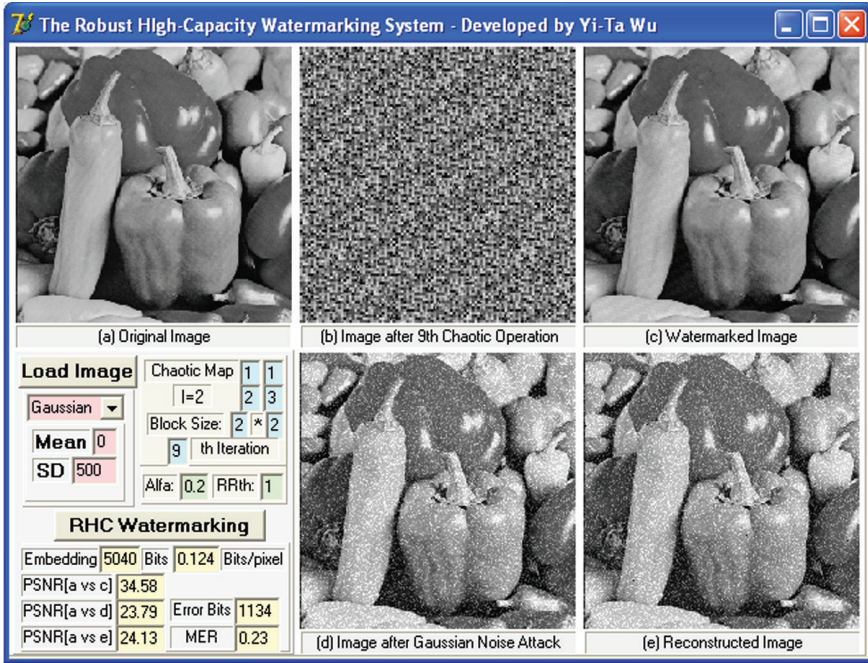 The Robust HIgh-Capacity Watermarking System - Developed by Yi-Ta Wu
(a) Original Image
(b) Image after 9th Chaotic Operation
(c) Watermarked Image
Load Image
Gaussian
Mean 0
SD 500
Chaotic Map 1 1
l=2 2 3
Block Size: 2 * 2
9 th Iteration
Alfa: 0.2 RRth: 1
RHC Watermarking
Embedding 5040 Bits 0.124 Bits/pixel
PSNR[a vs c] 34.58
PSNR[a vs d] 23.79 Error Bits 1134
PSNR[a vs e] 24.13 MER 0.23
(d) Image after Gaussian Noise Attack
(e) Reconstructed Image